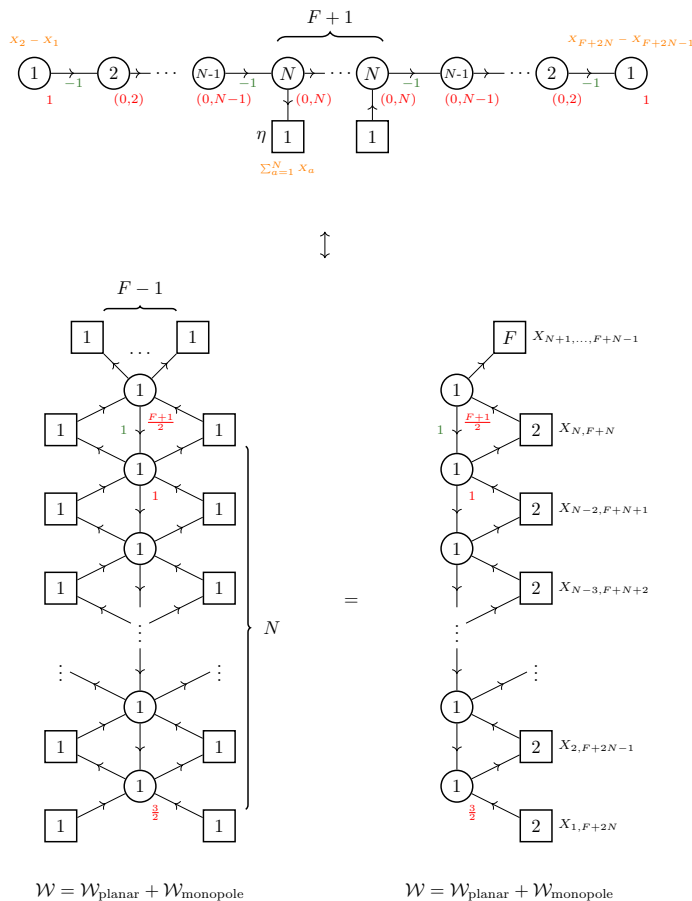 F + 1
X_2 − X_1
X_{F+2N} − X_{F+2N−1}
1 2 ⋯ N-1 N ⋯ N N-1 ⋯ 2 1
−1 −1 −1 −1
1 (0,2) (0,N−1) (0,N) (0,N) (0,N−1) (0,2) 1
η 1 1
∑_{a=1}^{N} X_a
↕
F − 1
1 ⋯ 1 F X_{N+1,…,F+N−1}
1 1
1 1 F+1/2 1 1 F+1/2 2 X_{N,F+N}
1 1
1 1
1 1 2 X_{N−2,F+N+1}
1 1
1 1 2 X_{N−3,F+N+2}
⋮ N = ⋮
⋮ ⋮ ⋮
1 1
1 1 2 X_{2,F+2N−1}
1 1
1 3/2 1 3/2 2 X_{1,F+2N}
𝒲 = 𝒲_planar + 𝒲_monopole 𝒲 = 𝒲_planar + 𝒲_monopole